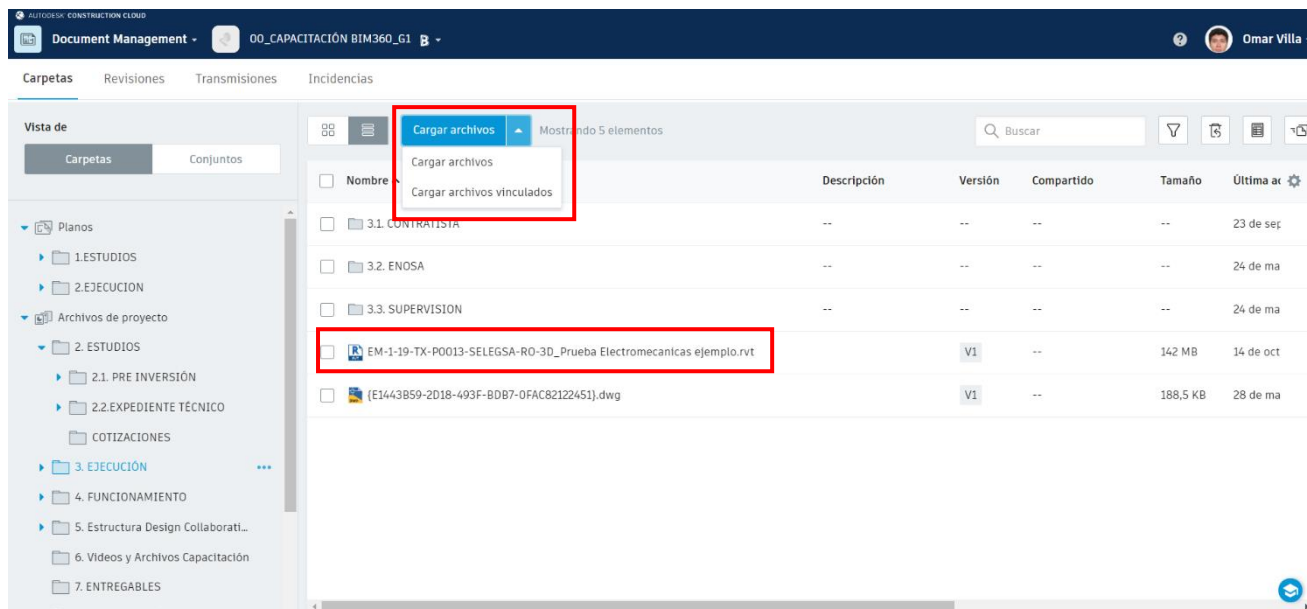 AUTODESK CONSTRUCTION CLOUD
Document Management
00_CAPACITACIÓN BIM360_G1 B
Omar Villa
Carpetas Revisiones Transmisiones Incidencias
Vista de
Carpetas Conjuntos
Planos
1.ESTUDIOS
2.EJECUCION
Archivos de proyecto
2. ESTUDIOS
2.1. PRE INVERSIÓN
2.2.EXPEDIENTE TÉCNICO
COTIZACIONES
3. EJECUCIÓN
4. FUNCIONAMIENTO
5. Estructura Design Collaborati...
6. Videos y Archivos Capacitación
7. ENTREGABLES
Cargar archivos Mostrando 5 elementos Buscar
Cargar archivos
Cargar archivos vinculados
Nombre Descripción Versión Compartido Tamaño Última ac
3.1. CONTRATISTA -- -- -- -- 23 de sep
3.2. ENOSA -- -- -- -- 24 de ma
3.3. SUPERVISION -- -- -- -- 24 de ma
EM-1-19-TX-P0013-SELEGSA-RO-3D_Prueba Electromecanicas ejemplo.rvt V1 -- 142 MB 14 de oct
{E1443B59-2D18-493F-BDB7-0FAC82122451}.dwg V1 -- 188,5 KB 28 de ma